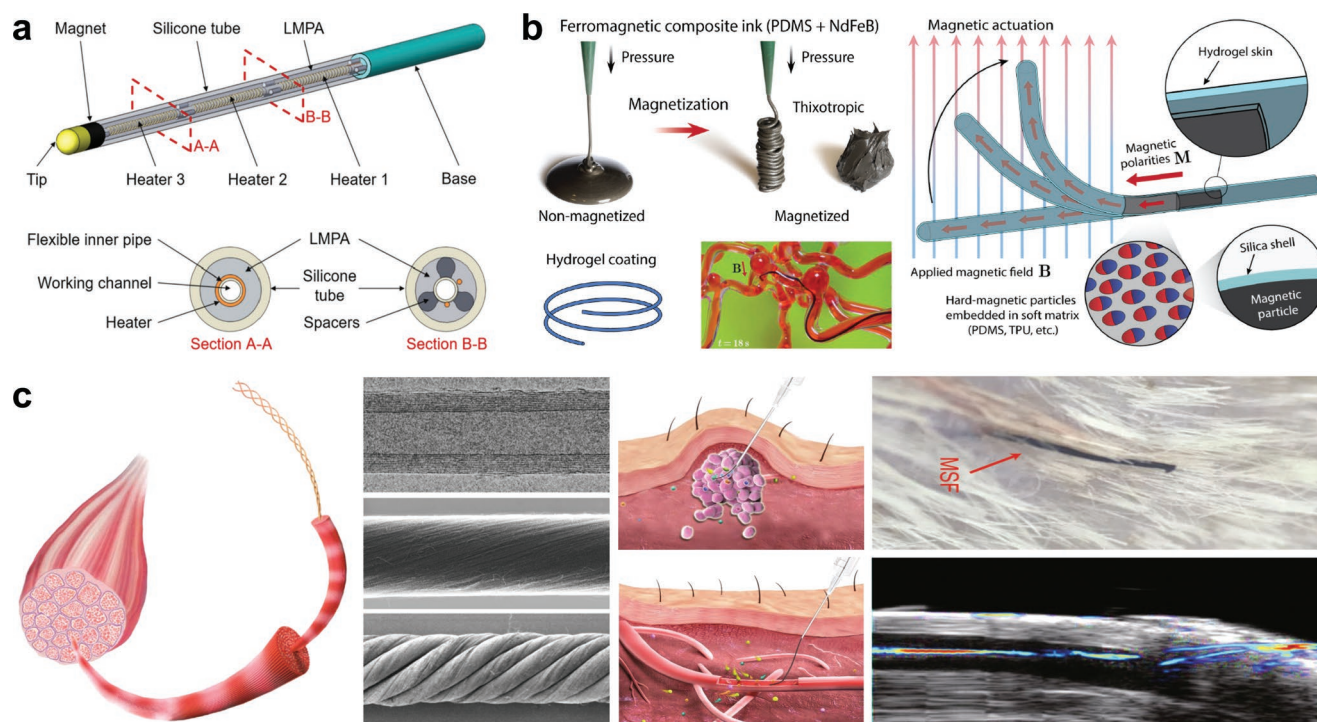 a
Magnet
Silicone tube
LMPA
B-B
A-A
Tip
Heater 3
Heater 2
Heater 1
Base
Flexible inner pipe
LMPA
Working channel
Silicone
tube
Heater
Spacers
Section A-A
Section B-B
b
Ferromagnetic composite ink (PDMS + NdFeB)
Pressure
Pressure
Magnetization
Thixotropic
Non-magnetized
Magnetized
Hydrogel coating
B
t = 18 s
Magnetic actuation
Hydrogel skin
Magnetic
polarities M
Applied magnetic field B
Hard-magnetic particles
embedded in soft matrix
(PDMS, TPU, etc.)
Silica shell
Magnetic
particle
c
MSF